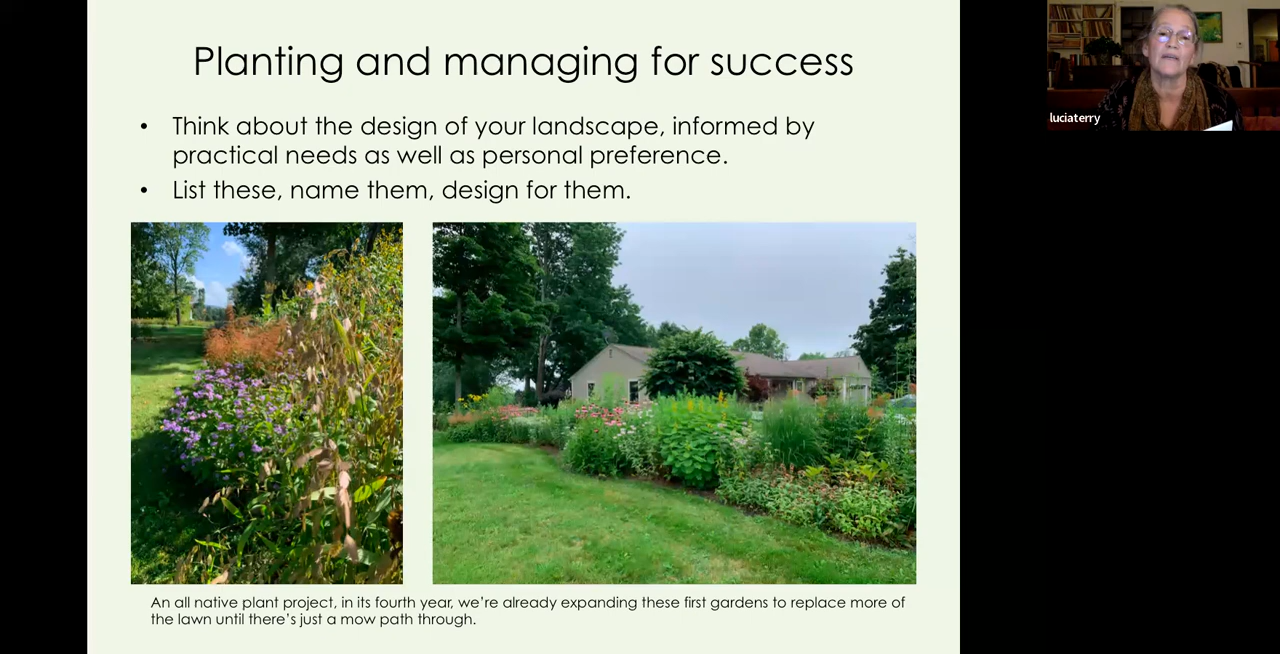 Planting and managing for success
• Think about the design of your landscape, informed by
practical needs as well as personal preference.
• List these, name them, design for them.
An all native plant project, in its fourth year, we’re already expanding these first gardens to replace more of
the lawn until there’s just a mow path through.
luciaterry